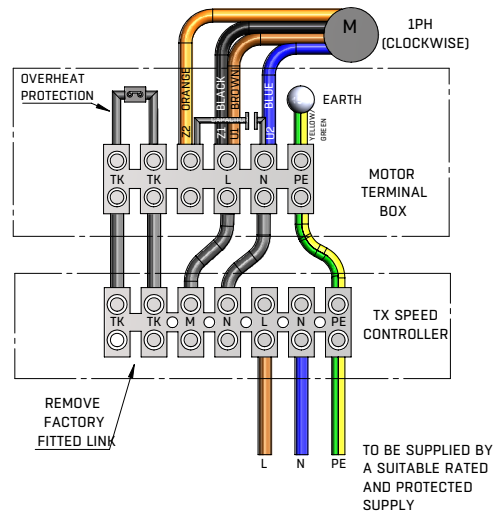 M
1PH
(CLOCKWISE)
OVERHEAT
PROTECTION
ORANGE
BLACK
BROWN
BLUE
EARTH
YELLOW/
GREEN
Z2
Z1
U1
U2
TK
TK
L
N
PE
MOTOR
TERMINAL
BOX
TK
TK
M
N
L
N
PE
TX SPEED
CONTROLLER
REMOVE
FACTORY
FITTED LINK
L
N
PE
TO BE SUPPLIED BY
A SUITABLE RATED
AND PROTECTED
SUPPLY